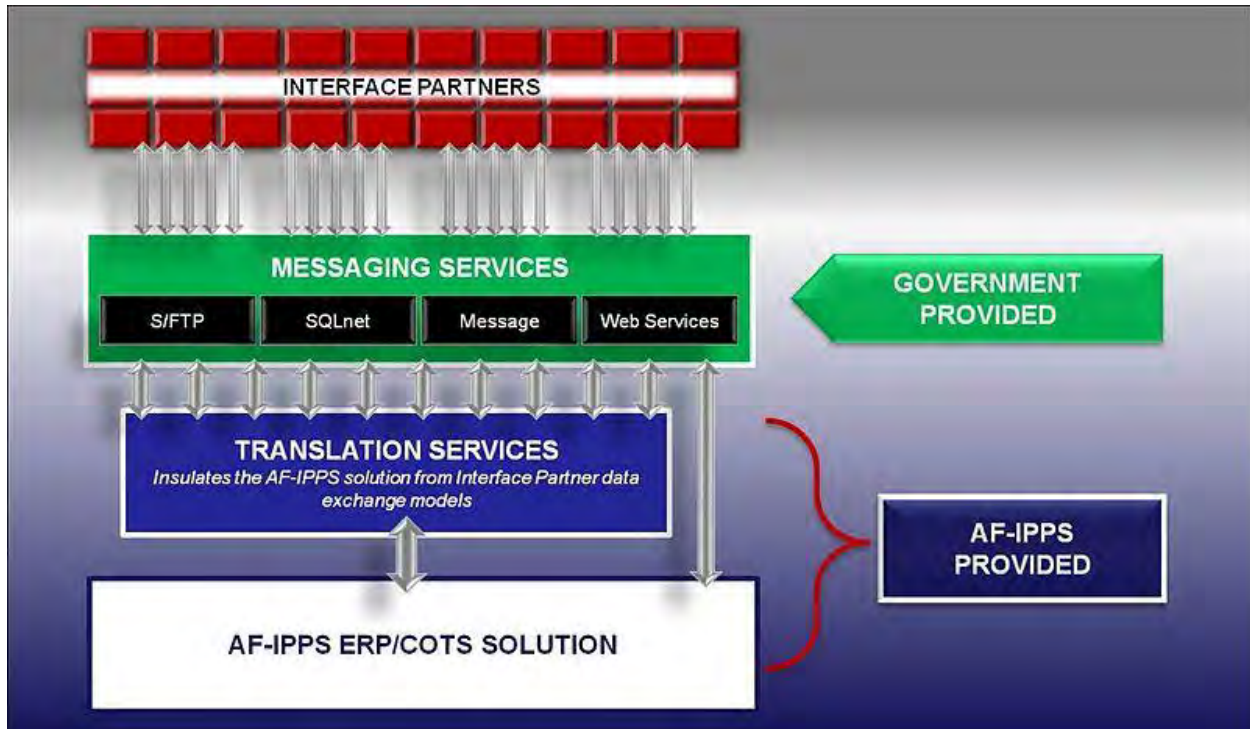 INTERFACE PARTNERS
MESSAGING SERVICES
S/FTP
SQLnet
Message
Web Services
GOVERNMENT
PROVIDED
TRANSLATION SERVICES
Insulates the AF-IPPS solution from Interface Partner data
exchange models
AF-IPPS
PROVIDED
AF-IPPS ERP/COTS SOLUTION